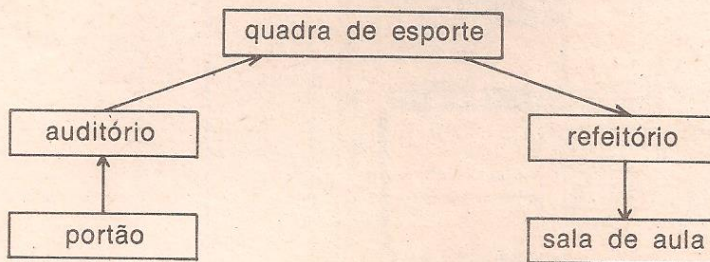 quadra de esporte
auditório
refeitório
portão
sala de aula